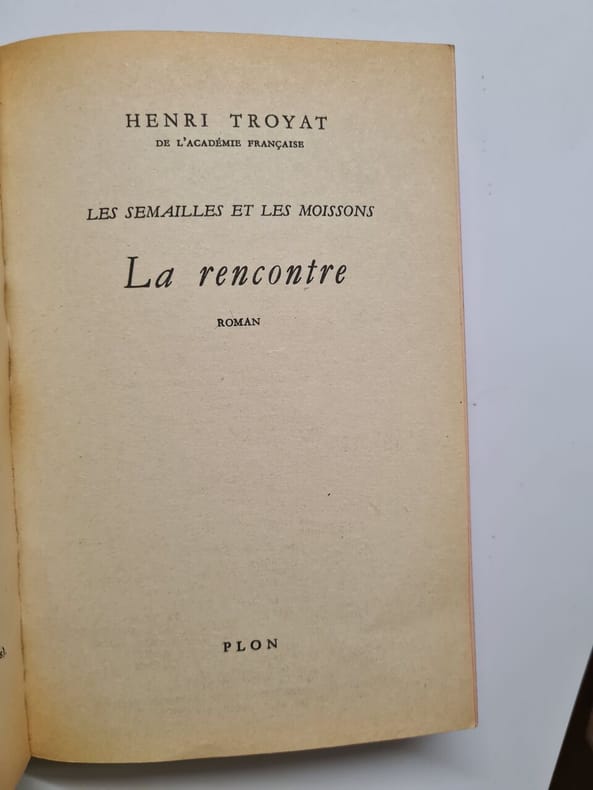 HENRI TROYAT
DE L'ACADÉMIE FRANÇAISE
LES SEMAILLES ET LES MOISSONS
La rencontre
ROMAN
PLON